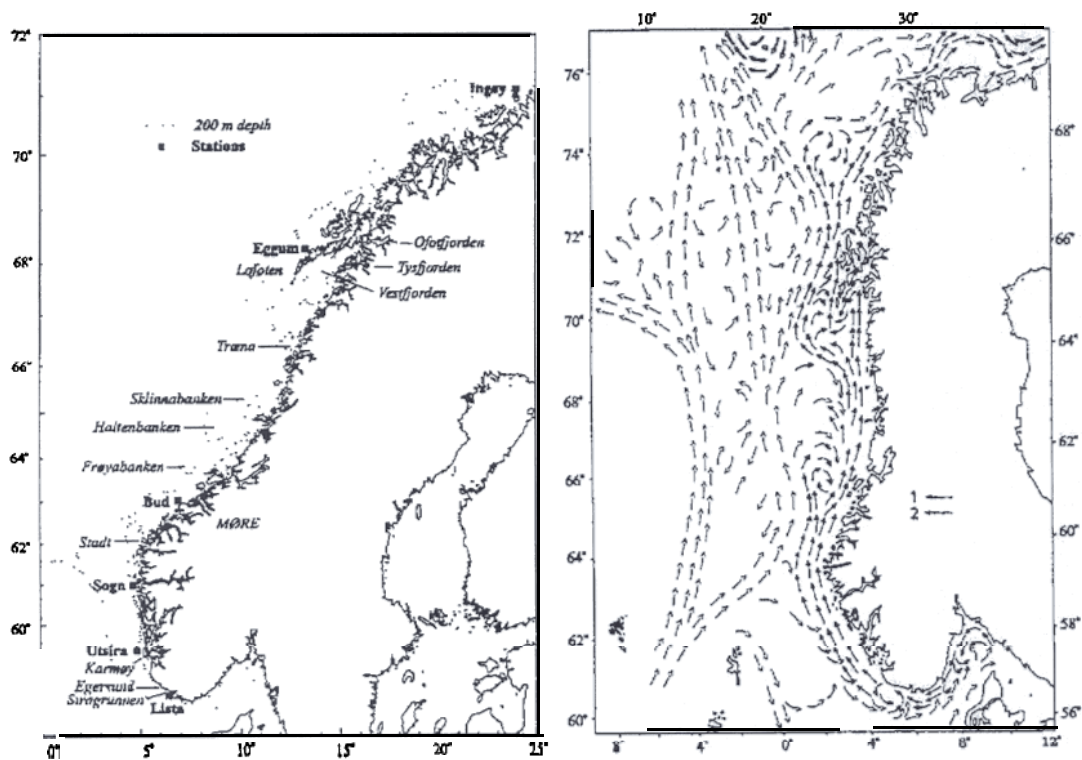 72°
70°
68°
66°
64°
62°
60°
0°
5°
10°
15°
20°
25°
200 m depth
Stations
Ingøy
Eggum
Lofoten
Ofotfjorden
Tysfjorden
Vestfjorden
Træna
Sklinnabanken
Haltenbanken
Frøyabanken
Bud
MØRE
Stadt
Sogn
Utsira
Karmøy
Egersund
Siragrunnen
Lista
10°
20°
30°
76°
74°
72°
70°
68°
66°
64°
62°
60°
68°
66°
64°
62°
60°
58°
56°
1
2
8
4°
0°
4°
8°
12°